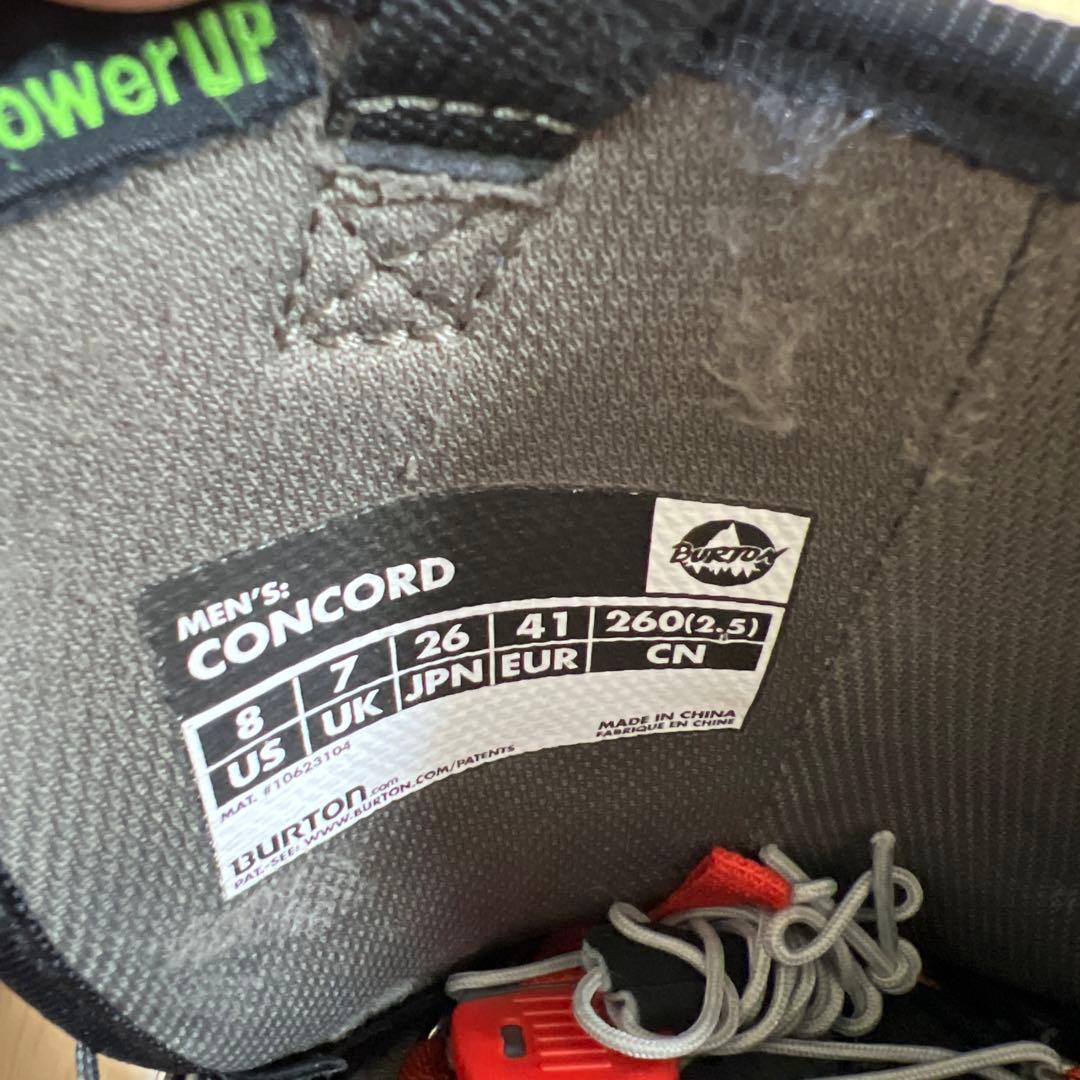 owerUP
BURTON
MEN'S:
CONCORD
8 7 26 41 260(2.5)
US UK JPN EUR CN
MAT. #10623104
MADE IN CHINA
FABRIQUE EN CHINE
BURTON.com
PAT.-SEE: WWW.BURTON.COM/PATENTS